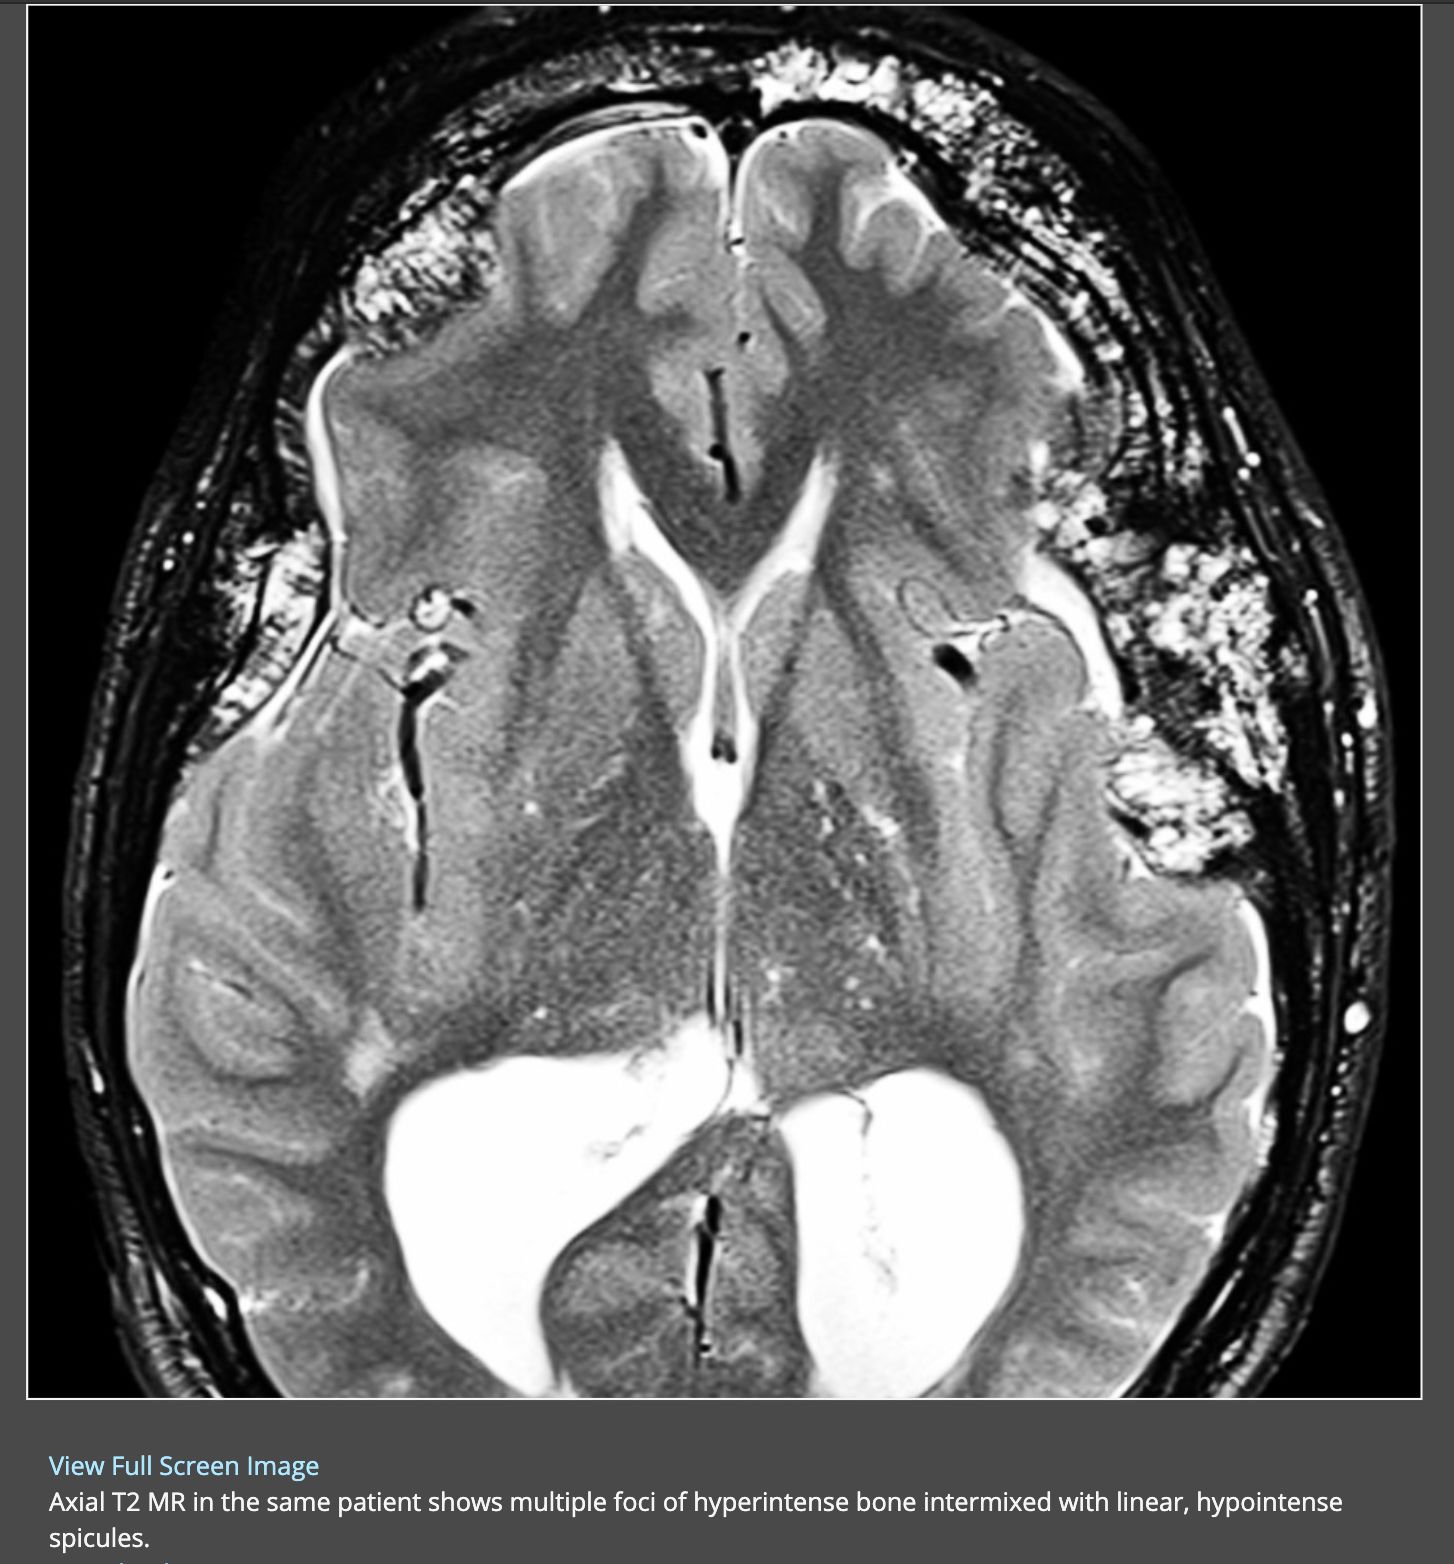 View Full Screen Image
Axial T2 MR in the same patient shows multiple foci of hyperintense bone intermixed with linear, hypointense
spicules.